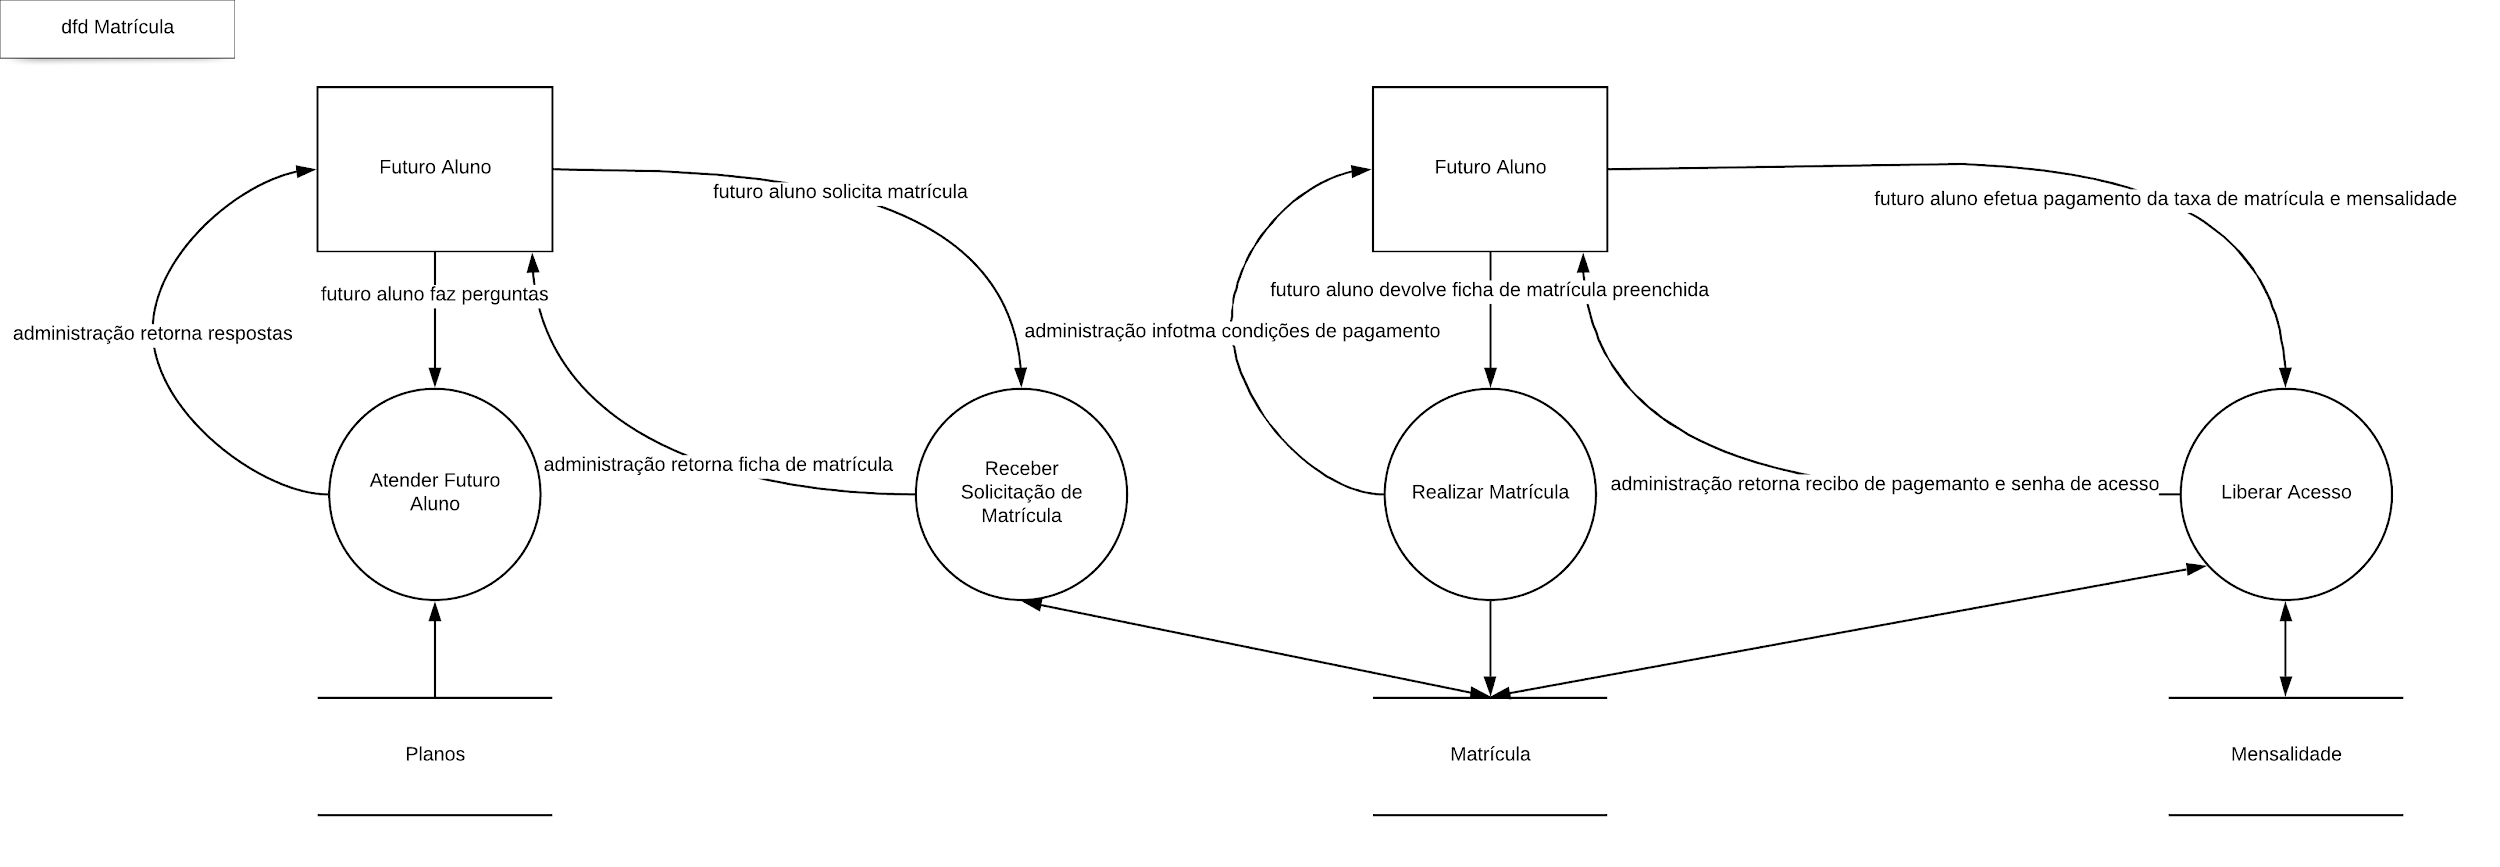 dfd Matrícula
Futuro Aluno
Futuro Aluno
futuro aluno solicita matrícula
futuro aluno efetua pagamento da taxa de matrícula e mensalidade
futuro aluno faz perguntas
futuro aluno devolve ficha de matrícula preenchida
administração retorna respostas
administração infotma condições de pagamento
administração retorna ficha de matrícula
administração retorna recibo de pagemanto e senha de acesso
Atender Futuro
Aluno
Receber
Solicitação de
Matrícula
Realizar Matrícula
Liberar Acesso
Planos
Matrícula
Mensalidade